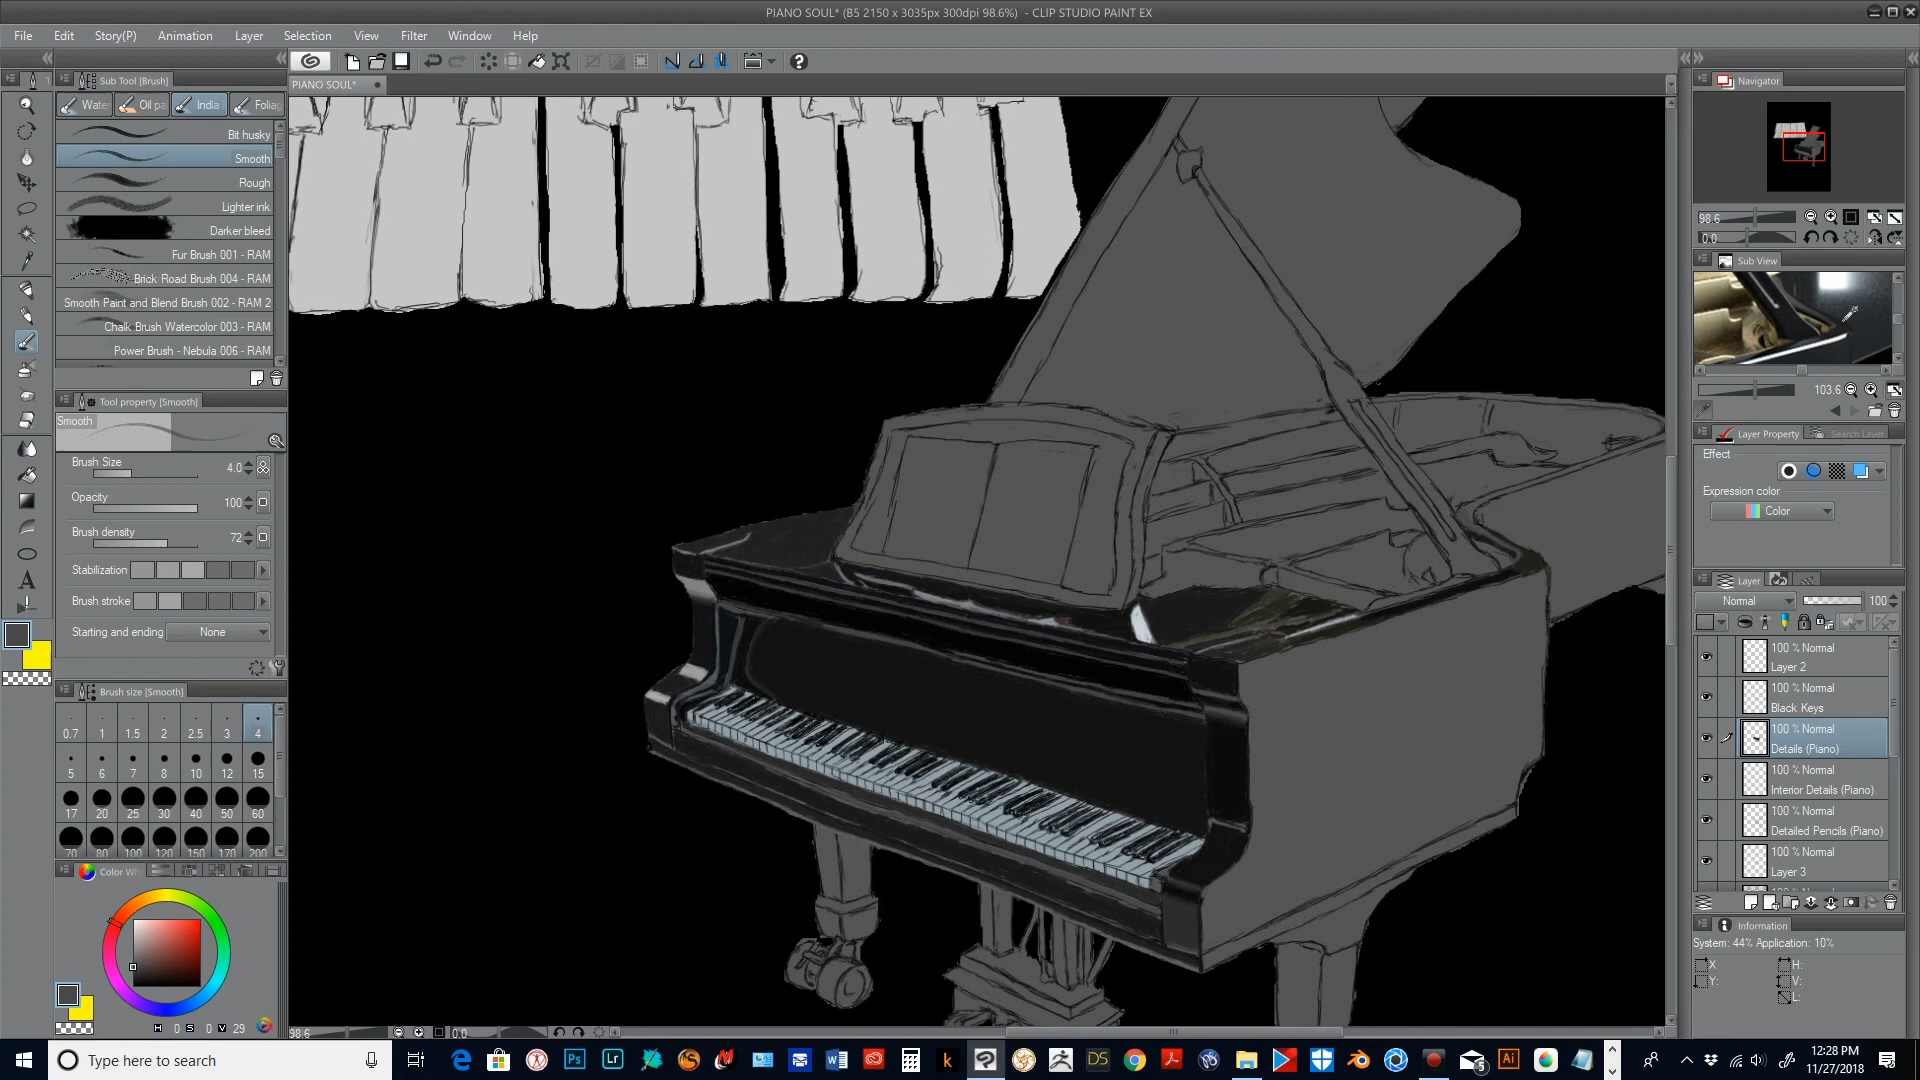 PIANO SOUL* (B5 2150 x 3035px 300dpi 98.6%) - CLIP STUDIO PAINT EX
File Edit Story(P) Animation Layer Selection View Filter Window Help
Sub Tool [Brush]
PIANO SOUL*
Navigator
Water Oil pa India Foliag
Bit husky
Smooth
Rough
Lighter ink
Darker bleed
Fur Brush 001 - RAM
Brick Road Brush 004 - RAM
Smooth Paint and Blend Brush 002 - RAM 2
Chalk Brush Watercolor 003 - RAM
Power Brush - Nebula 006 - RAM
Tool property [Smooth]
Smooth
Brush Size 4.0
Opacity 100
Brush density 72
Stabilization
Brush stroke
Starting and ending None
Brush size [Smooth]
0.7 1 1.5 2 2.5 3 4
5 6 7 8 10 12 15
17 20 25 30 40 50 60
70 80 100 120 150 170 200
Color Wh
H 0 S 0 V 29
98.6 0.0
98.6
0.0
Sub View
103.6
Layer Property Search Layer
Effect
Expression color
Color
Layer
Normal 100
100 % Normal
Layer 2
100 % Normal
Black Keys
100 % Normal
Details (Piano)
100 % Normal
Interior Details (Piano)
100 % Normal
Detailed Pencils (Piano)
100 % Normal
Layer 3
Information
System: 44% Application: 10%
X H:
Y: V:
L:
Type here to search
Ps Lr W k DS Ai
5
12:28 PM
11/27/2018